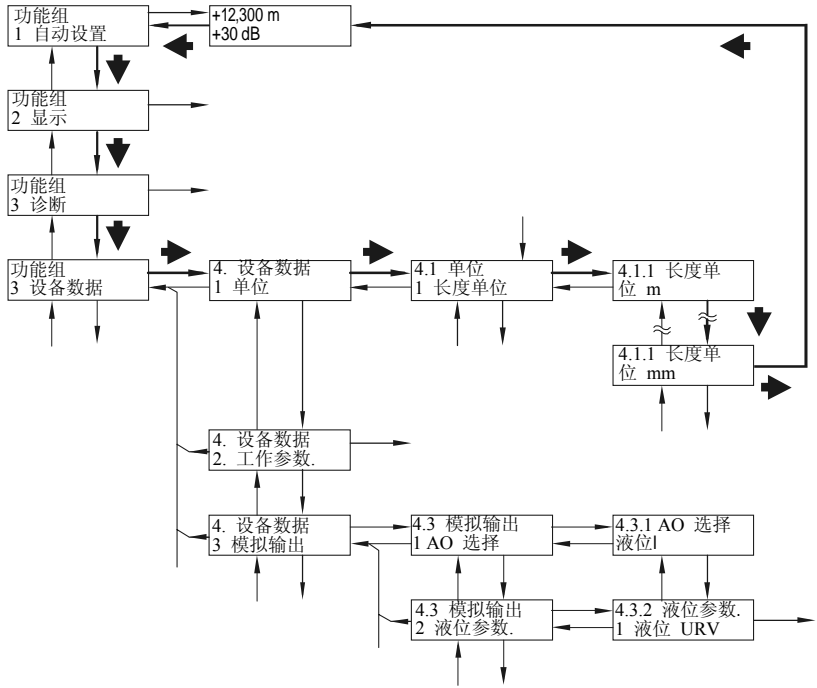 功能组
1 自动设置
+12,300 m
+30 dB
功能组
2 显示
功能组
3 诊断
功能组
3 设备数据
4. 设备数据
1 单位
4.1 单位
1 长度单位
4.1.1 长度单
位 m
4.1.1 长度单
位 mm
4. 设备数据
2. 工作参数.
4. 设备数据
3 模拟输出
4.3 模拟输出
1 AO 选择
4.3.1 AO 选择
液位l
4.3 模拟输出
2 液位参数.
4.3.2 液位参数.
1 液位 URV